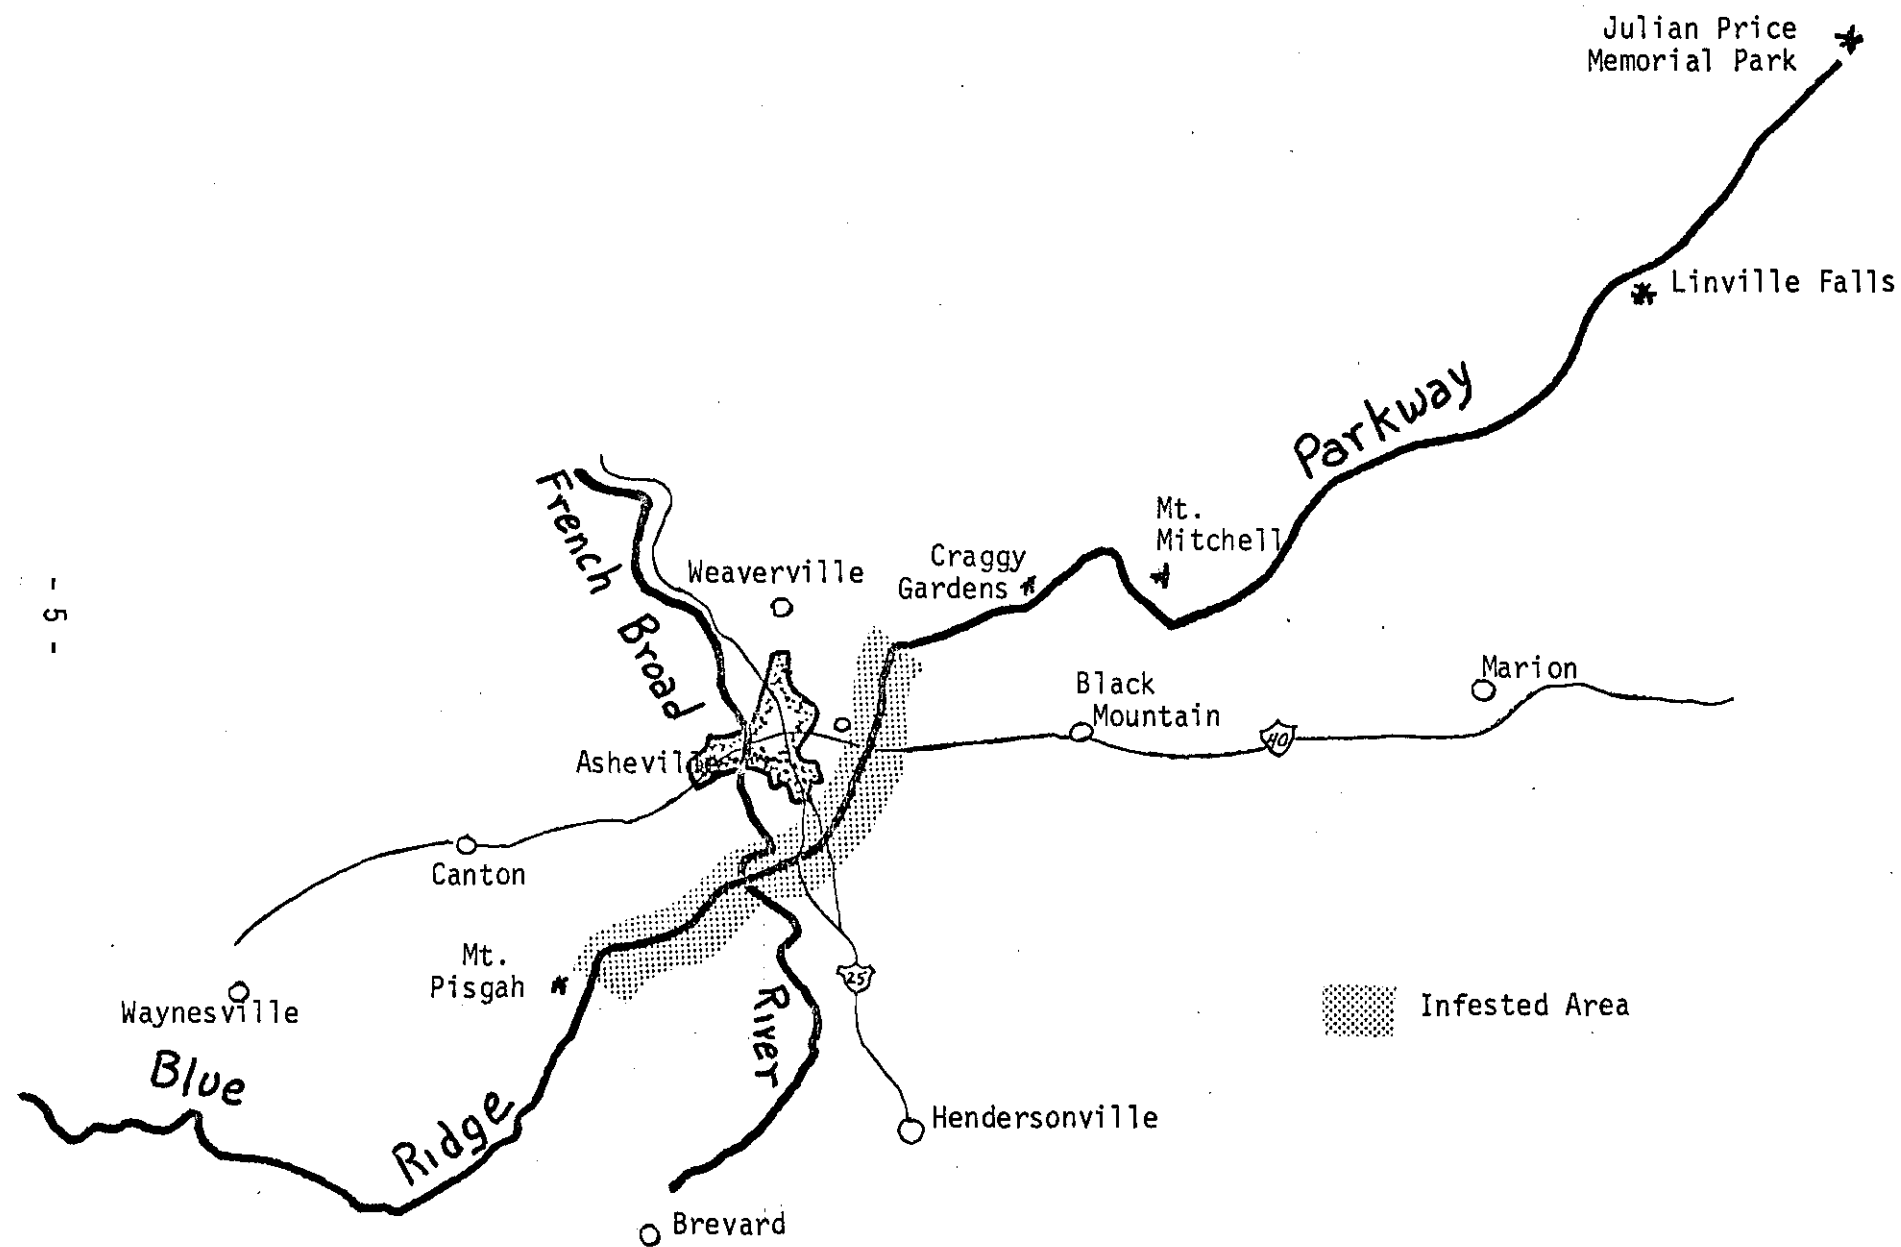 Julian Price
Memorial Park
Linville Falls
Parkway
Mt.
Mitchell
Craggy
Gardens
French Broad
Weaverville
- 5 -
Marion
Black
Mountain
40
Asheville
Canton
Mt.
Pisgah
25
River
Infested Area
Waynesville
Blue
Ridge
Hendersonville
Brevard